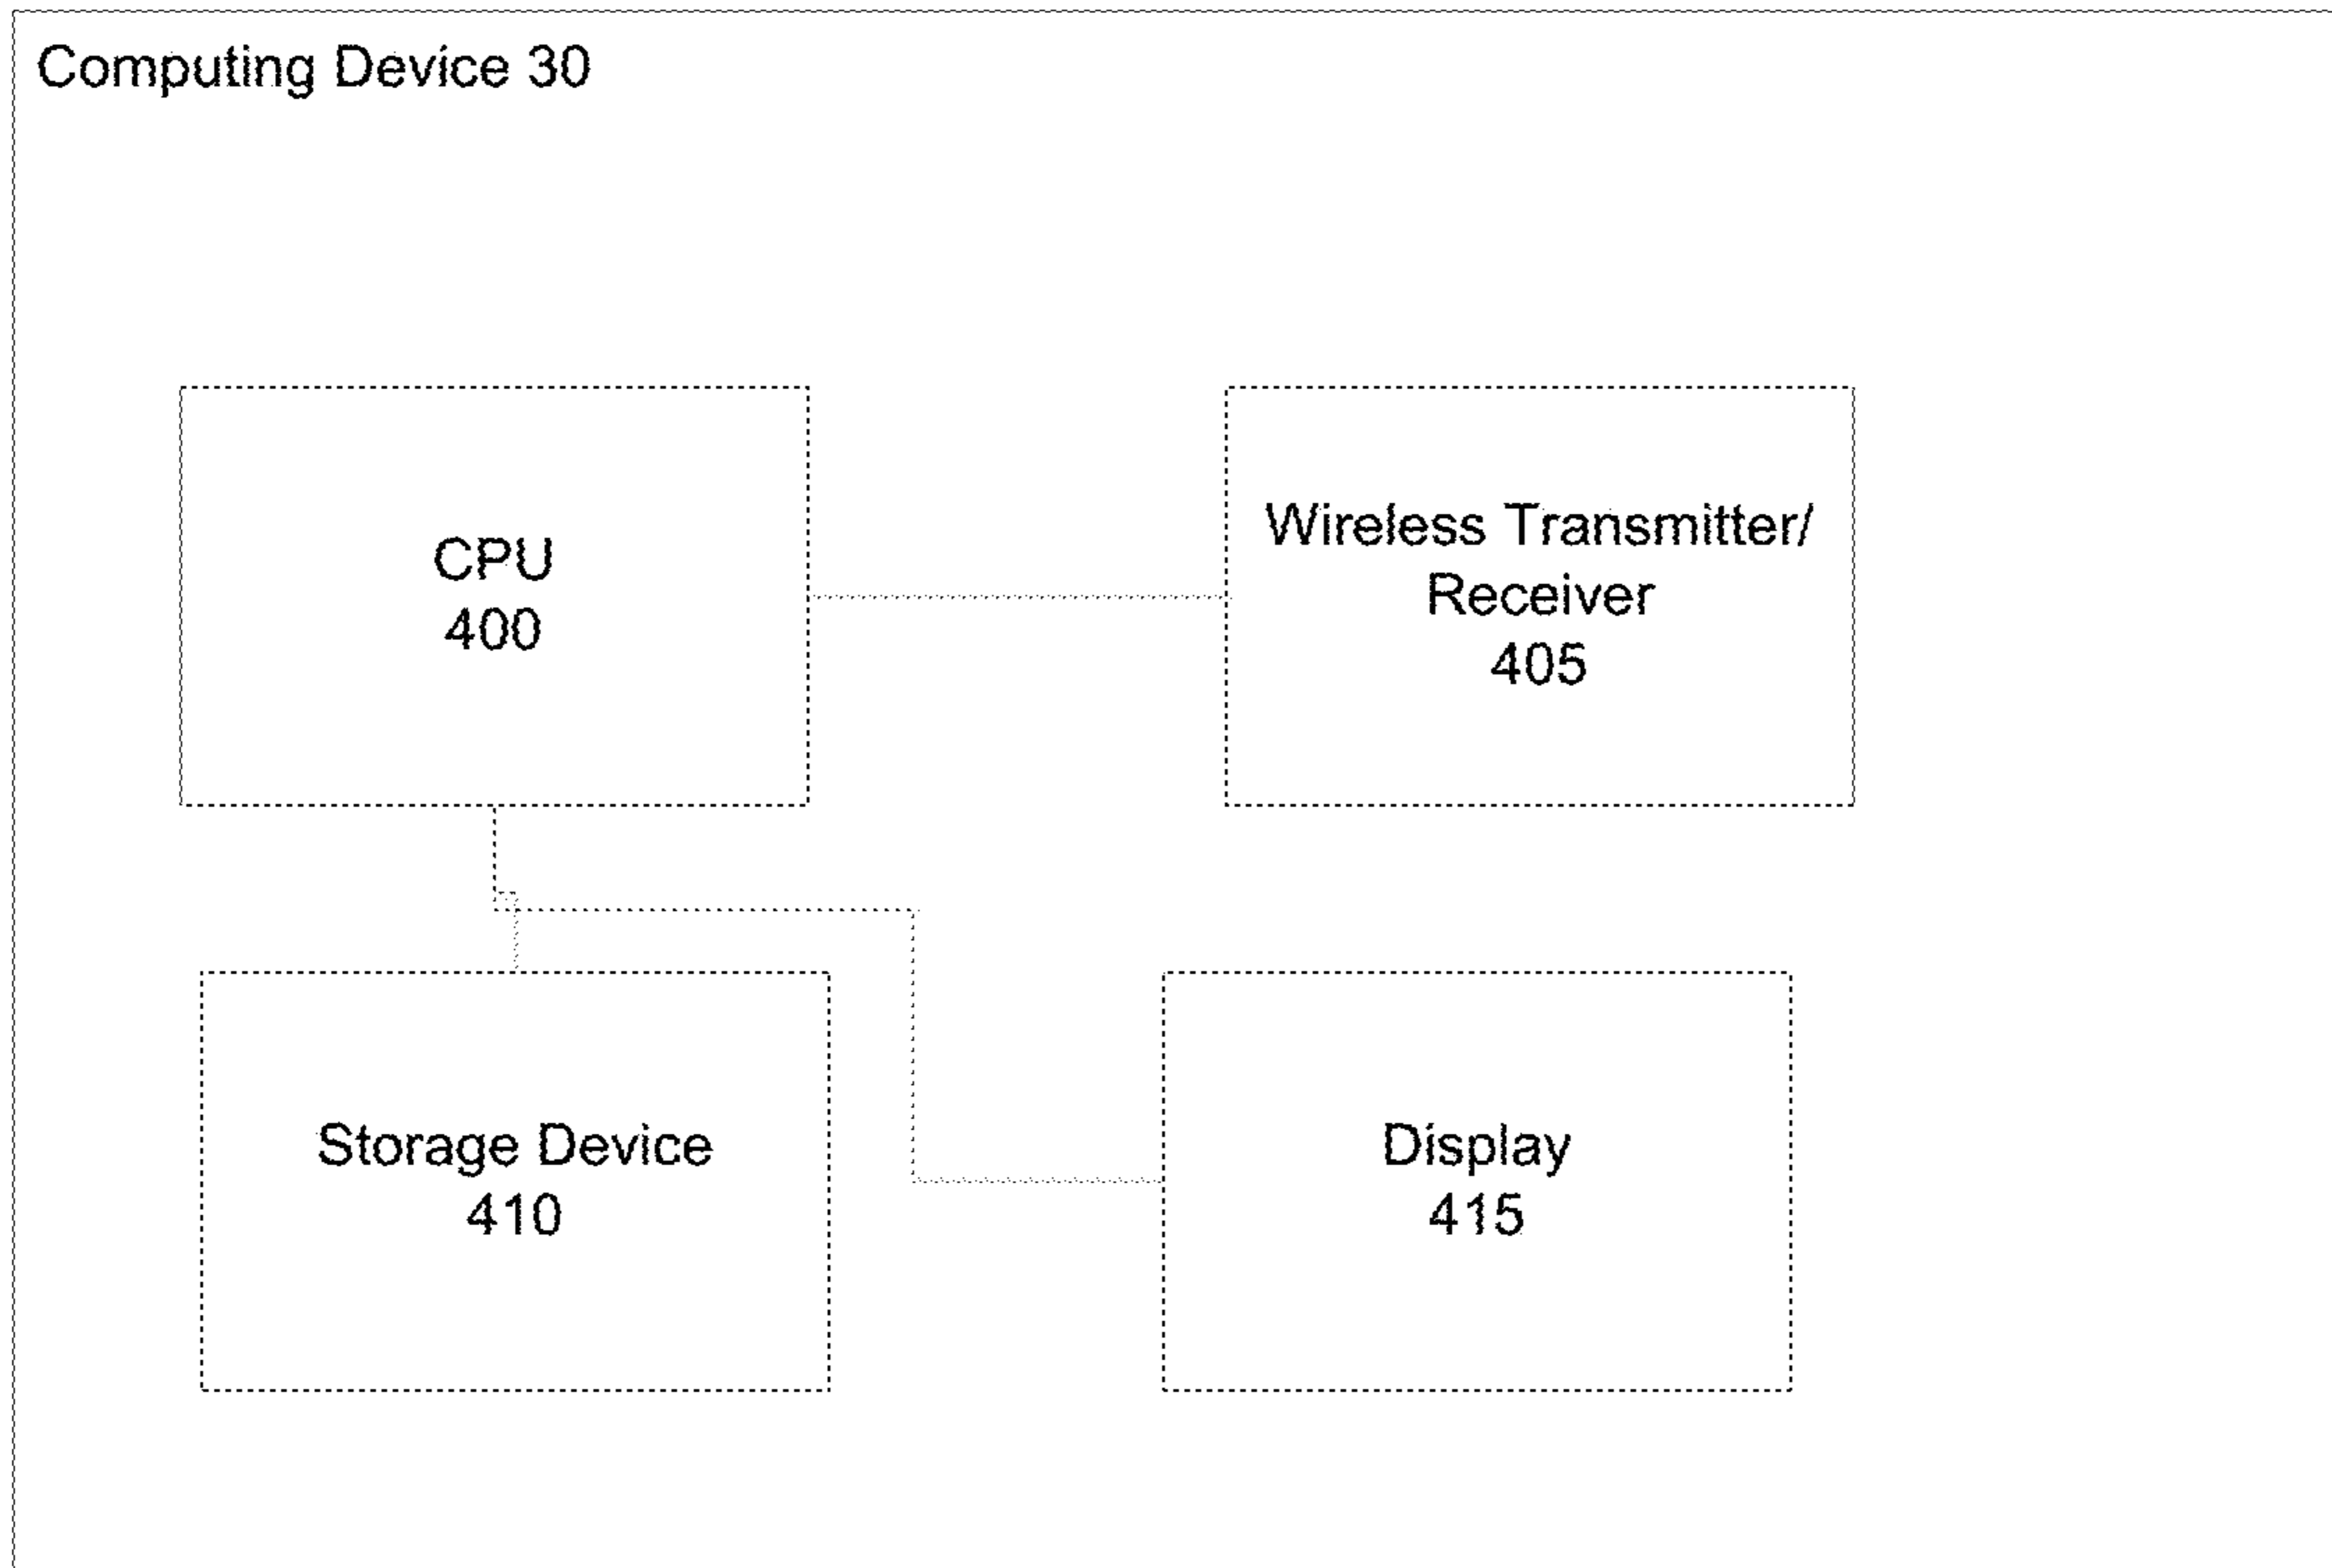 Computing Device 30
CPU
400
Wireless Transmitter/
Receiver
405
Storage Device
410
Display
415